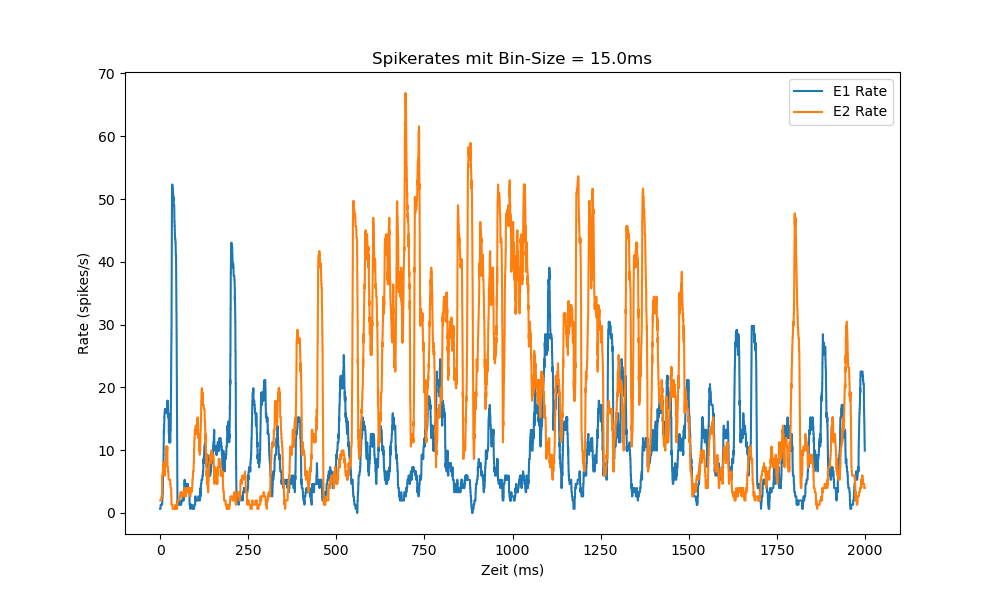 Spikerates mit Bin-Size = 15.0ms
E1 Rate
E2 Rate
70
60
50
40
30
20
10
0
Rate (spikes/s)
0 250 500 750 1000 1250 1500 1750 2000
Zeit (ms)